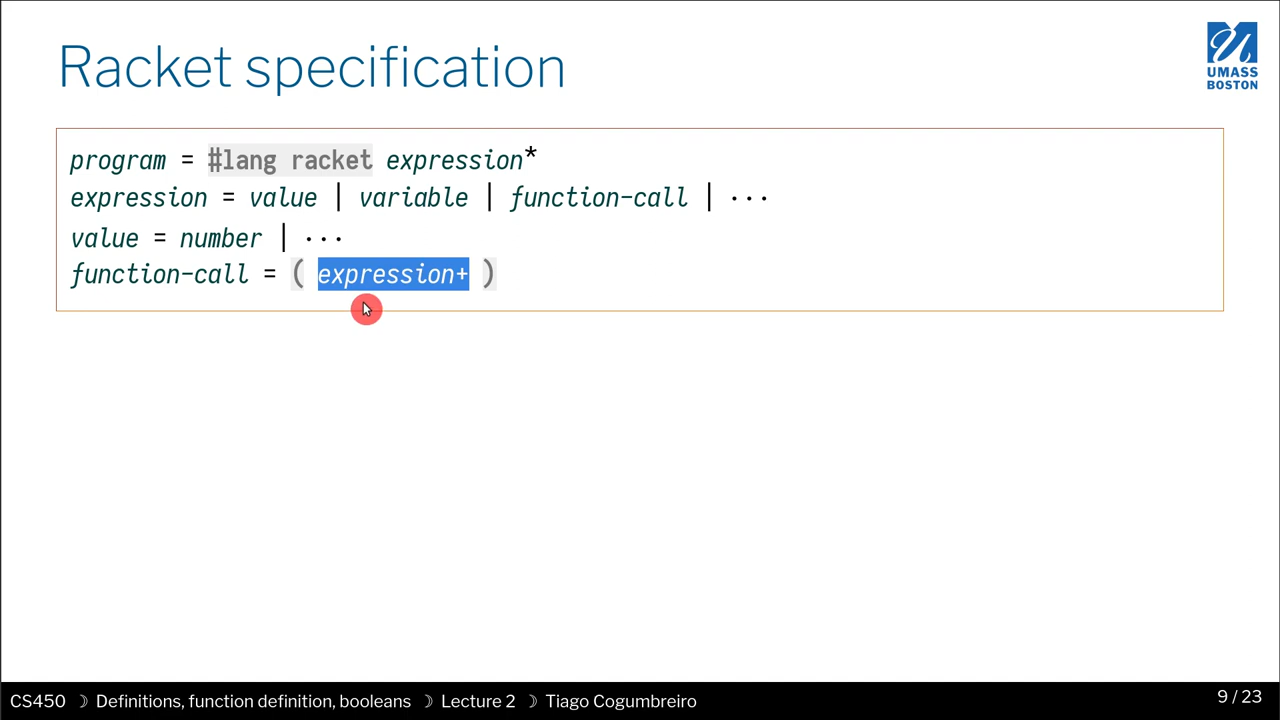 Racket specification
UMASS
BOSTON
program = #lang racket expression*
expression = value | variable | function-call | ···
value = number | ···
function-call = ( expression+ )
CS450 ☽ Definitions, function definition, booleans ☽ Lecture 2 ☽ Tiago Cogumbreiro
9 / 23